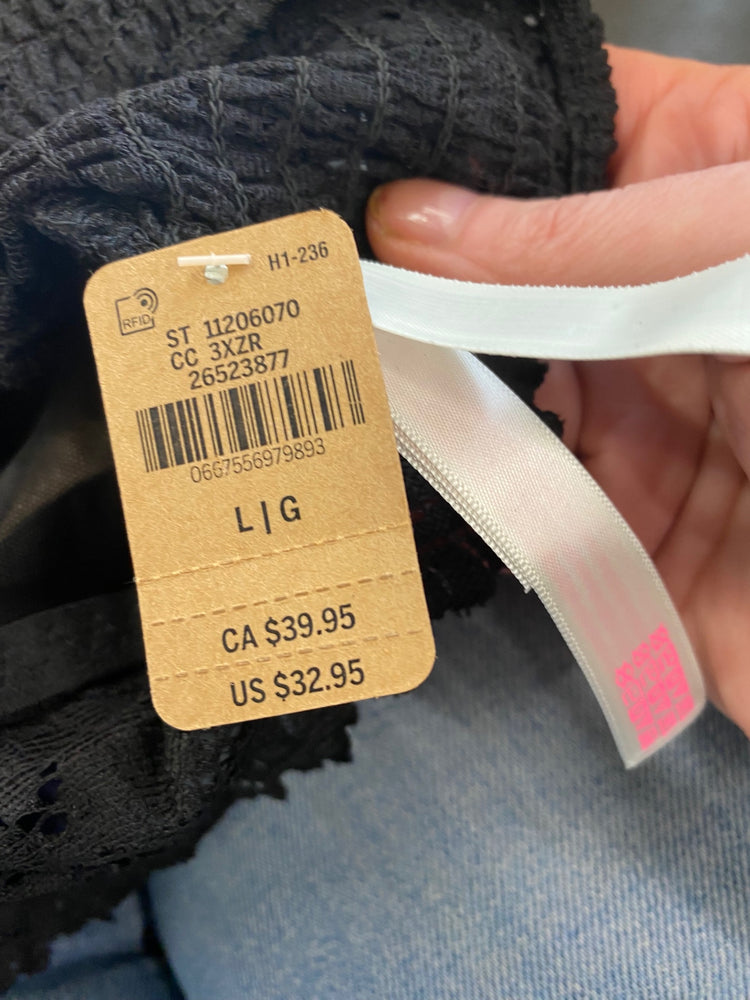 H1-236
RFID
ST 11206070
CC 3XZR
26523877
0667556979893
L|G
CA $39.95
US $32.95